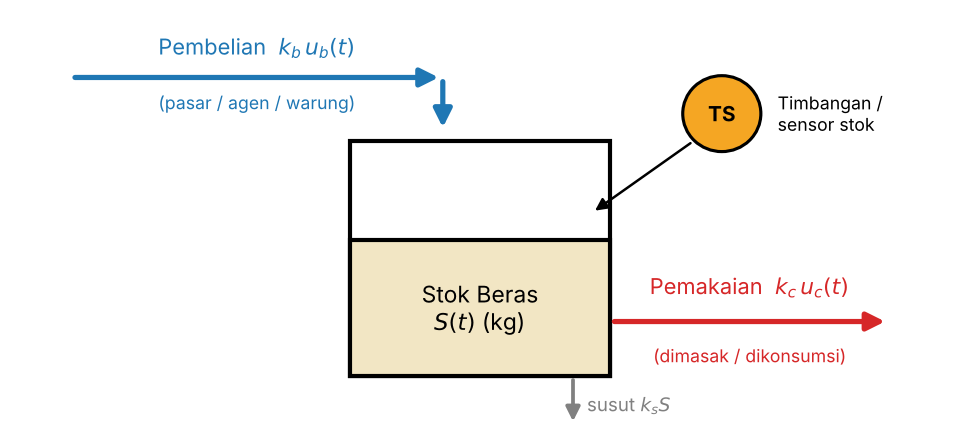 Pembelian k_b u_b(t)
(pasar / agen / warung)
TS
Timbangan /
sensor stok
Stok Beras
S(t) (kg)
Pemakaian k_c u_c(t)
(dimasak / dikonsumsi)
susut k_s S